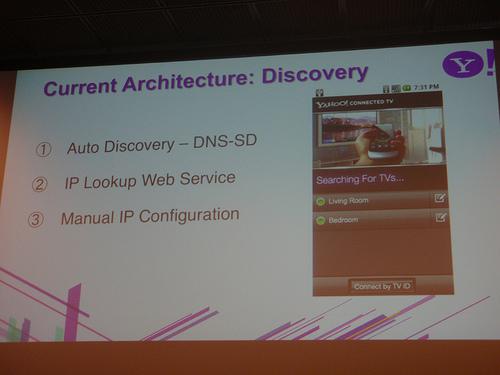 Current Architecture: Discovery
Y!
1 Auto Discovery – DNS-SD
2 IP Lookup Web Service
3 Manual IP Configuration
7:31 PM
YAHOO! CONNECTED TV
Searching For TVs...
Living Room
Bedroom
Connect by TV ID